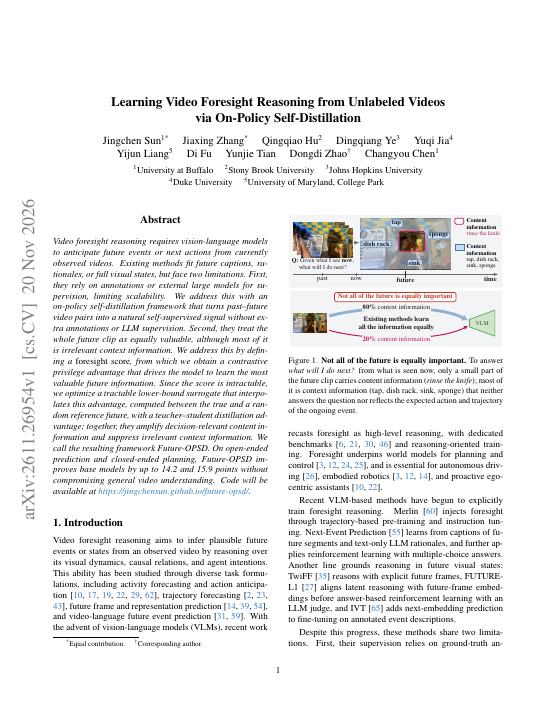 Learning Video Foresight Reasoning from Unlabeled Videos
via On-Policy Self-Distillation
Jingchen Sun1* Jiaxing Zhang* Qingqiao Hu2 Dingqiang Ye3 Yuqi Jia4
Yijun Liang5 Di Fu Yunjie Tian Dongdi Zhao† Changyou Chen1
1University at Buffalo 2Stony Brook University 3Johns Hopkins University
4Duke University 5University of Maryland, College Park
arXiv:2611.26954v1 [cs.CV] 20 Nov 2026
Abstract
Video foresight reasoning requires vision-language models
to anticipate future events or next actions from currently
observed videos. Existing methods fit future captions, ra-
tionales, or full visual states, but face two limitations. First,
they rely on annotations or external large models for su-
pervision, limiting scalability. We address this with an
on-policy self-distillation framework that turns past–future
video pairs into a natural self-supervised signal without ex-
tra annotations or LLM supervision. Second, they treat the
whole future clip as equally valuable, although most of it
is irrelevant context information. We address this by defin-
ing a foresight score, from which we obtain a contrastive
privilege advantage that drives the model to learn the most
valuable future information. Since the score is intractable,
we optimize a tractable lower-bound surrogate that interpo-
lates this advantage, computed between the true and a ran-
dom reference future, with a teacher–student distillation ad-
vantage; together, they amplify decision-relevant content in-
formation and suppress irrelevant context information. We
call the resulting framework Future-OPSD. On open-ended
prediction and closed-ended planning, Future-OPSD im-
proves base models by up to 14.2 and 15.9 points without
compromising general video understanding. Code will be
available at https://jingchensun.github.io/future-opsd/.
1. Introduction
Video foresight reasoning aims to infer plausible future
events or states from an observed video by reasoning over
its visual dynamics, causal relations, and agent intentions.
This ability has been studied through diverse task formu-
lations, including activity forecasting and action anticipa-
tion [10, 17, 19, 22, 29, 62], trajectory forecasting [2, 23,
43], future frame and representation prediction [14, 39, 54],
and video-language future event prediction [31, 59]. With
the advent of vision-language models (VLMs), recent work
*Equal contribution. †Corresponding author.
tap
sponge
dish rack
sink
Q: Given what I see now,
what will I do next?
Content
information
rinse the knife
Context
information
tap, dish rack,
sink, sponge
past now future time
Not all of the future is equally important
80% context information
Existing methods learn
all the information equally
20% content information
VLM
Figure 1. Not all of the future is equally important. To answer
what will I do next? from what is seen now, only a small part of
the future clip carries content information (rinse the knife); most of
it is context information (tap, dish rack, sink, sponge) that neither
answers the question nor reflects the expected action and trajectory
of the ongoing event.
recasts foresight as high-level reasoning, with dedicated
benchmarks [6, 21, 30, 46] and reasoning-oriented train-
ing. Foresight underpins world models for planning and
control [3, 12, 24, 25], and is essential for autonomous driv-
ing [26], embodied robotics [3, 12, 14], and proactive ego-
centric assistants [10, 22].
Recent VLM-based methods have begun to explicitly
train foresight reasoning. Merlin [60] injects foresight
through trajectory-based pre-training and instruction tun-
ing. Next-Event Prediction [55] learns from captions of fu-
ture segments and text-only LLM rationales, and further ap-
plies reinforcement learning with multiple-choice answers.
Another line grounds reasoning in future visual states:
TwiFF [35] reasons with explicit future frames, FUTURE-
L1 [27] aligns latent reasoning with future-frame embed-
dings before answer-based reinforcement learning with an
LLM judge, and IVT [65] adds next-embedding prediction
to fine-tuning on annotated event descriptions.
Despite this progress, these methods share two limita-
tions. First, their supervision relies on ground-truth an-
1